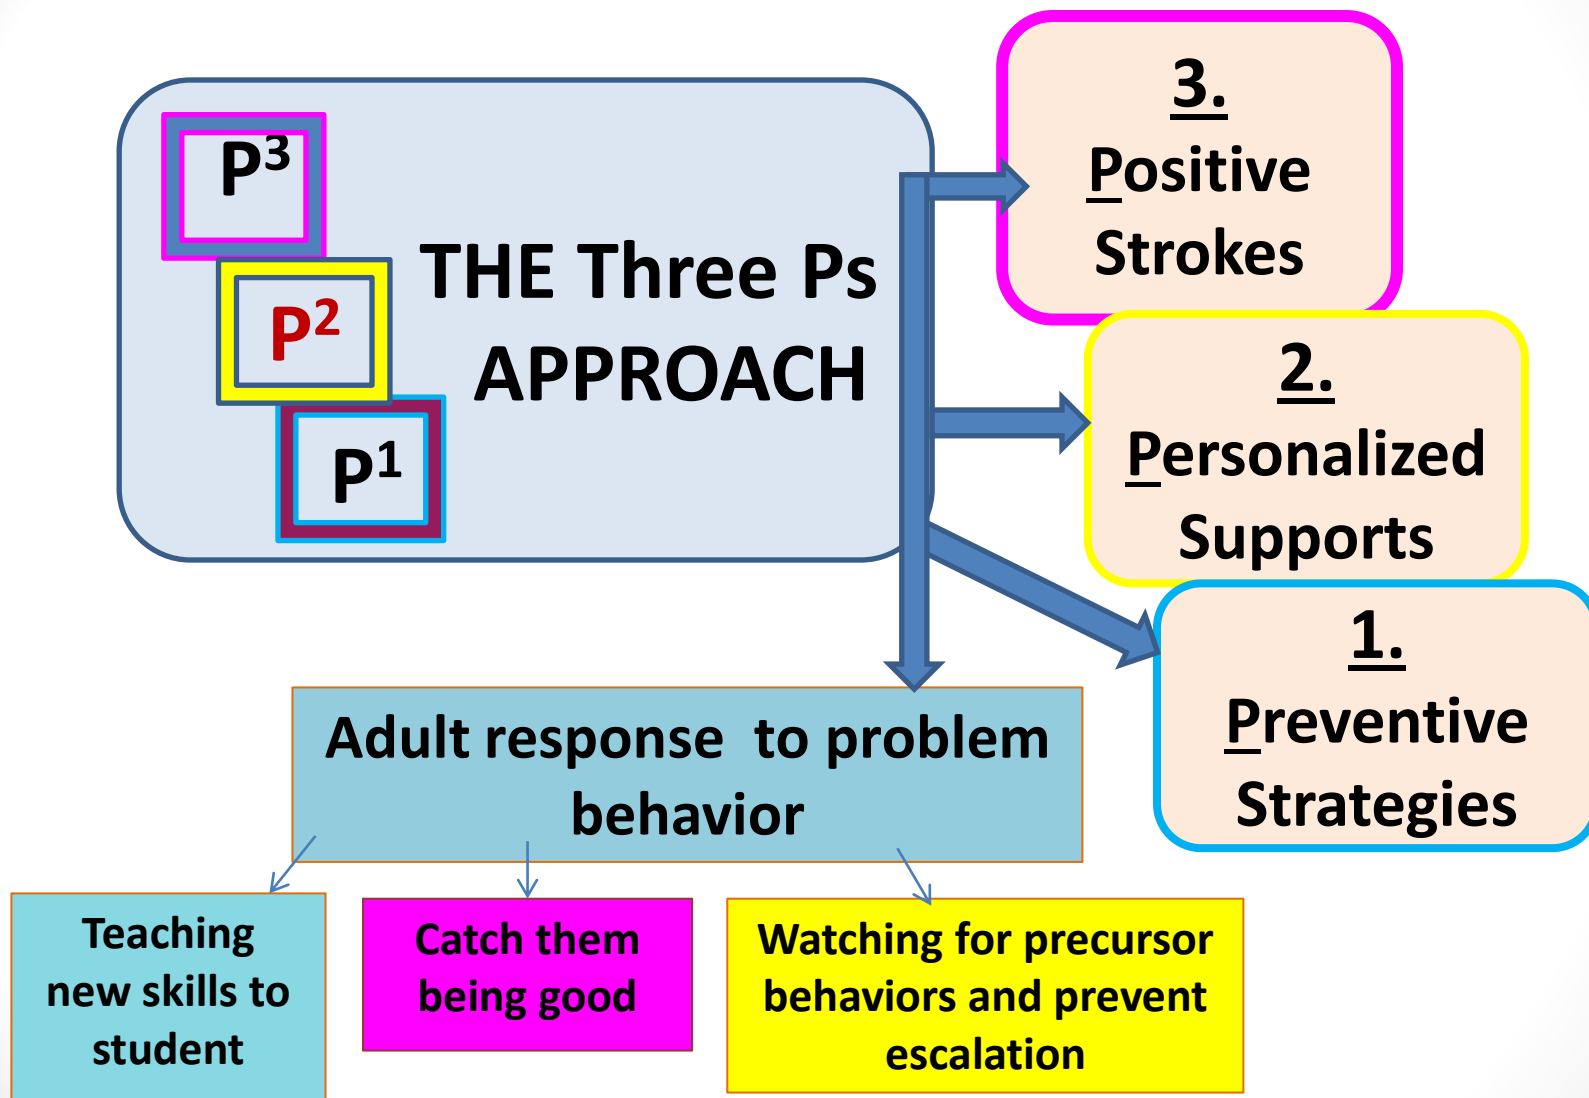 P3
P2
P1
THE Three Ps
APPROACH
3.
Positive
Strokes
2.
Personalized
Supports
1.
Preventive
Strategies
Adult response  to problem
behavior
Teaching
new skills to
student
Catch them
being good
Watching for precursor
behaviors and prevent
escalation